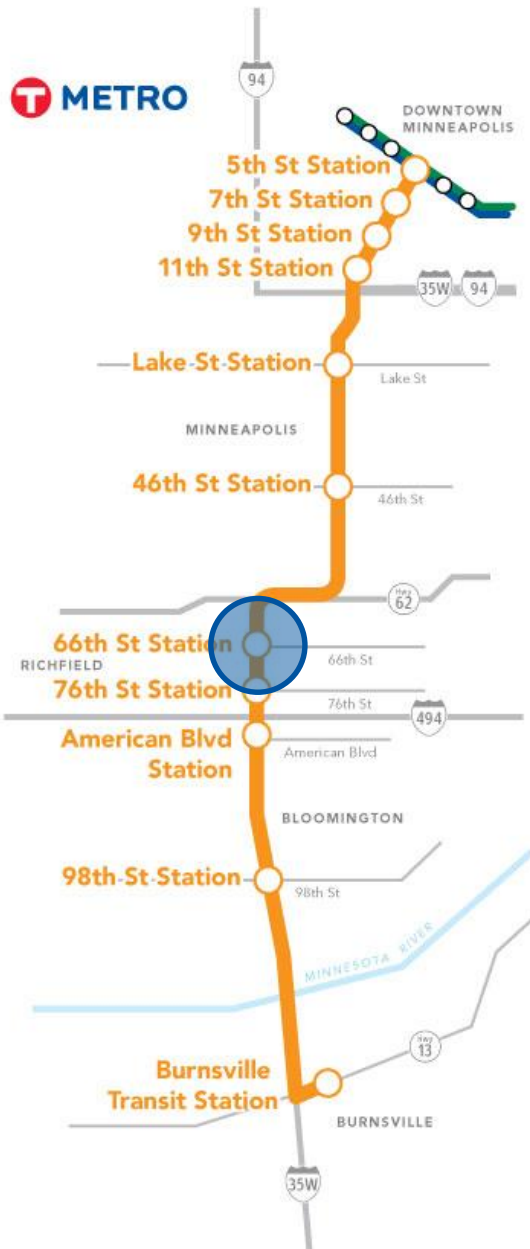 94
T METRO
DOWNTOWN
MINNEAPOLIS
5th St Station
7th St Station
9th St Station
11th St Station
35W
94
Lake St Station
Lake St
MINNEAPOLIS
46th St Station
46th St
Hwy
62
66th St Station
66th St
RICHFIELD
76th St Station
76th St
494
American Blvd
Station
American Blvd
BLOOMINGTON
98th St Station
98th St
MINNESOTA RIVER
Hwy
13
Burnsville
Transit Station
BURNSVILLE
35W